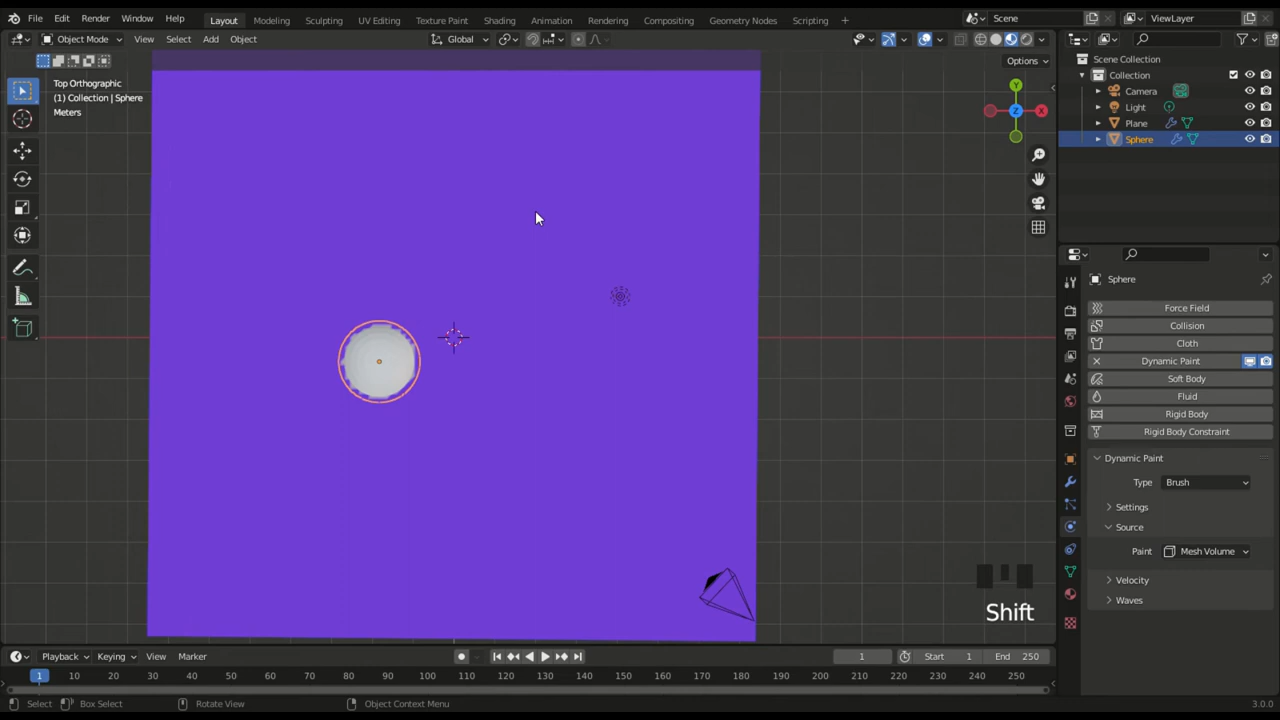 File Edit Render Window Help Layout Modeling Sculpting UV Editing Texture Paint Shading Animation Rendering Compositing Geometry Nodes Scripting + Scene ViewLayer
Object Mode View Select Add Object Global
Options
Top Orthographic
(1) Collection | Sphere
Meters
Y
Z
X
Scene Collection
Collection
Camera
Light
Plane
Sphere
Sphere
Force Field
Collision
Cloth
Dynamic Paint
Soft Body
Fluid
Rigid Body
Rigid Body Constraint
Dynamic Paint
Type Brush
Settings
Source
Paint Mesh Volume
Velocity
Waves
Shift
Playback Keying View Marker 1 Start 1 End 250
1 10 20 30 40 50 60 70 80 90 100 110 120 130 140 150 160 170 180 190 200 210 220 230 240 250
Select Box Select Rotate View Object Context Menu 3.0.0